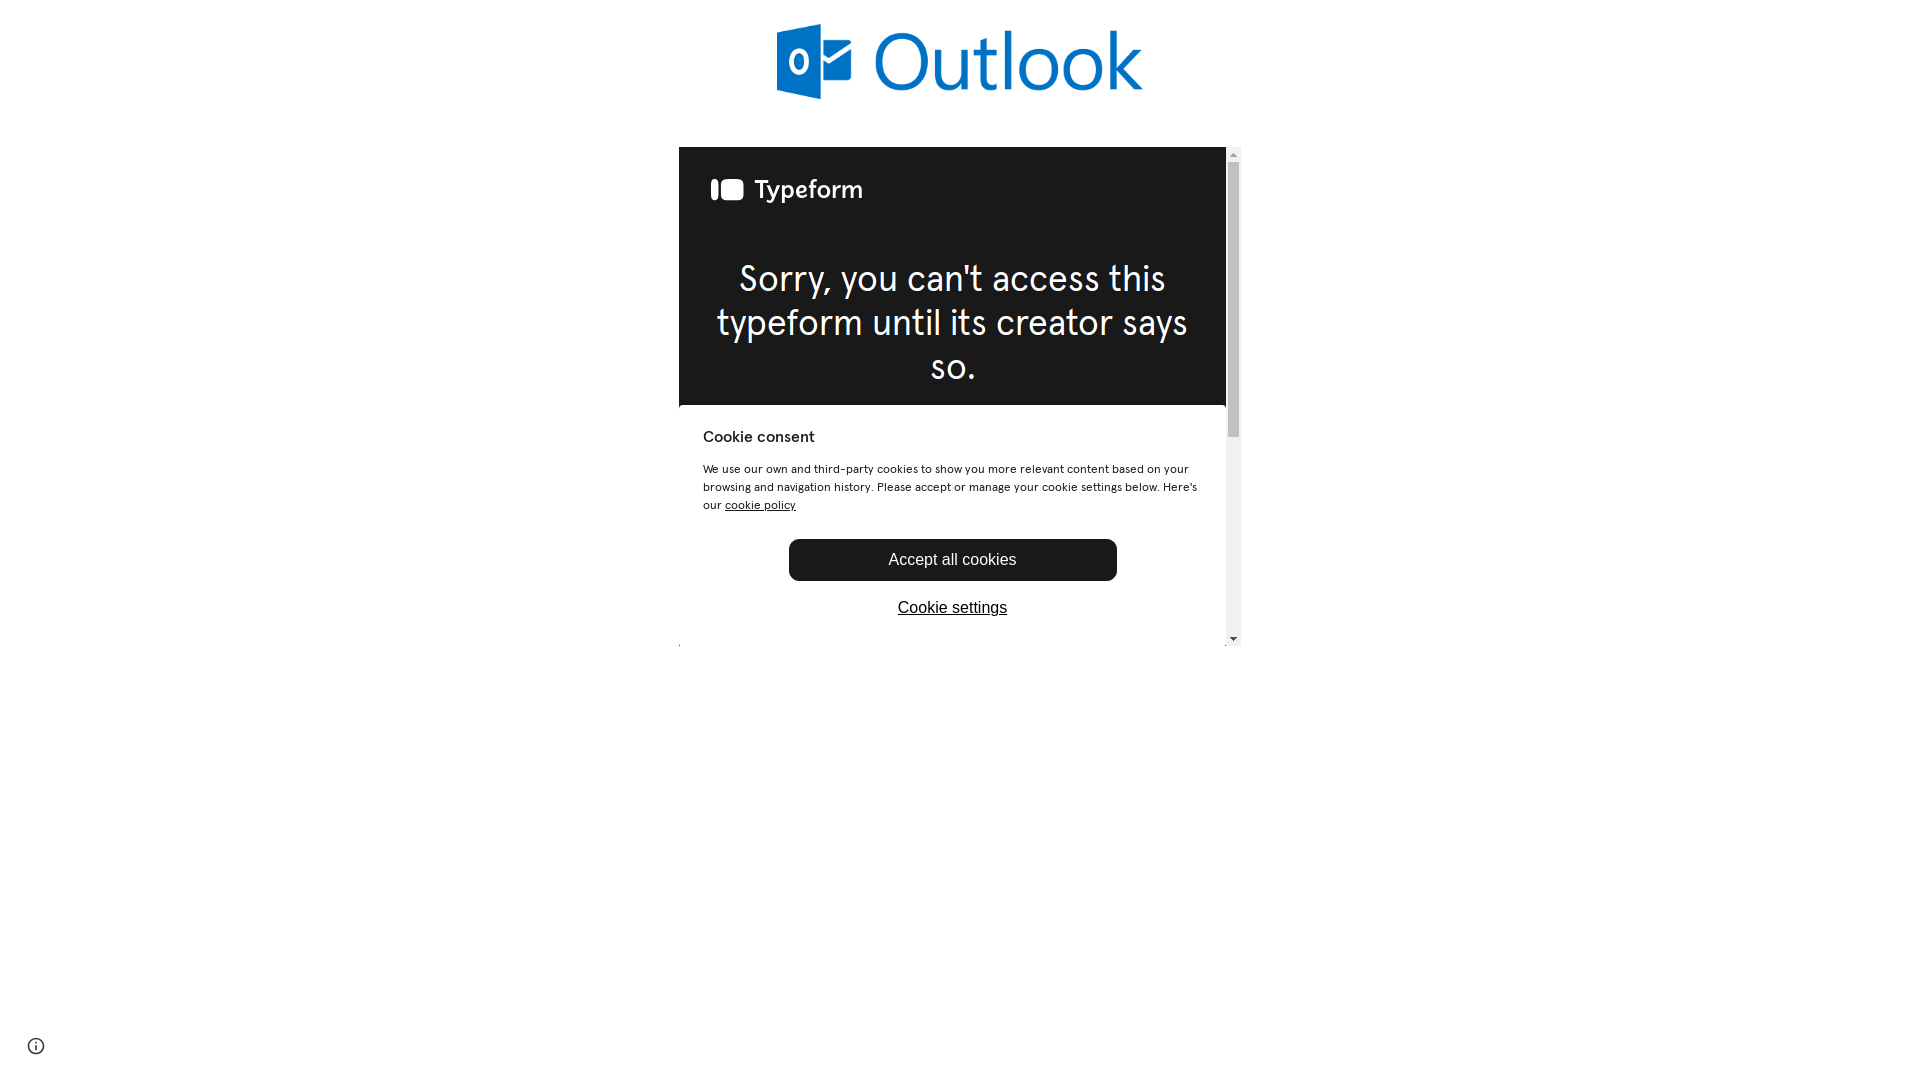 Outlook
Typeform
Sorry, you can't access this
typeform until its creator says
so.
Cookie consent
We use our own and third-party cookies to show you more relevant content based on your
browsing and navigation history. Please accept or manage your cookie settings below. Here's
our cookie policy
Accept all cookies
Cookie settings